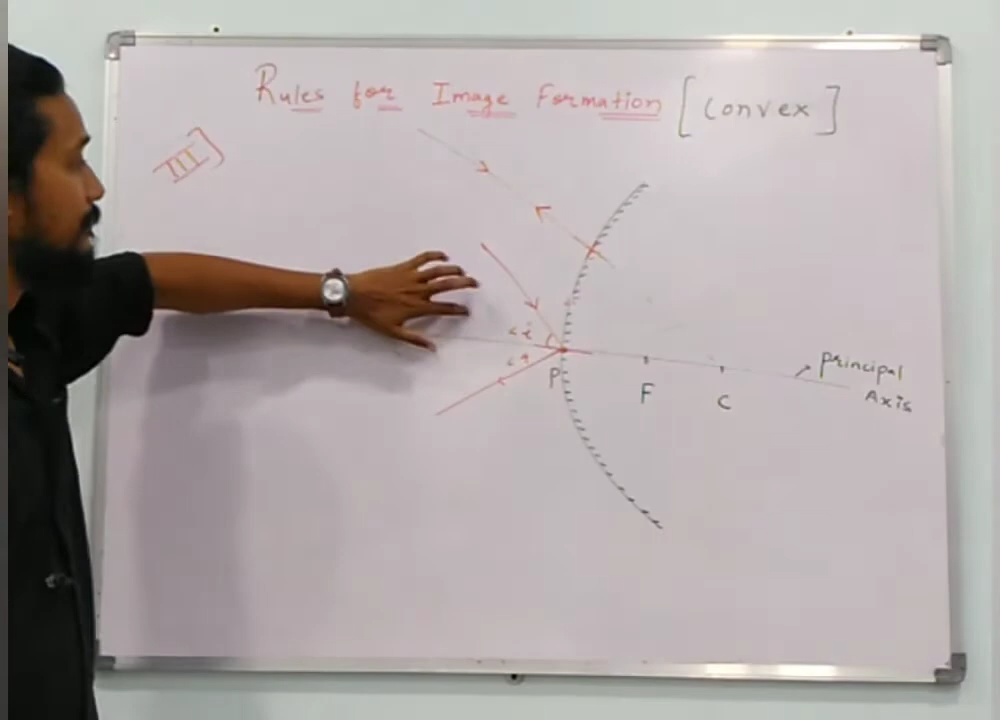 Rules for Image Formation [Convex]
III]
<i
<r
P
F
C
principal
Axis